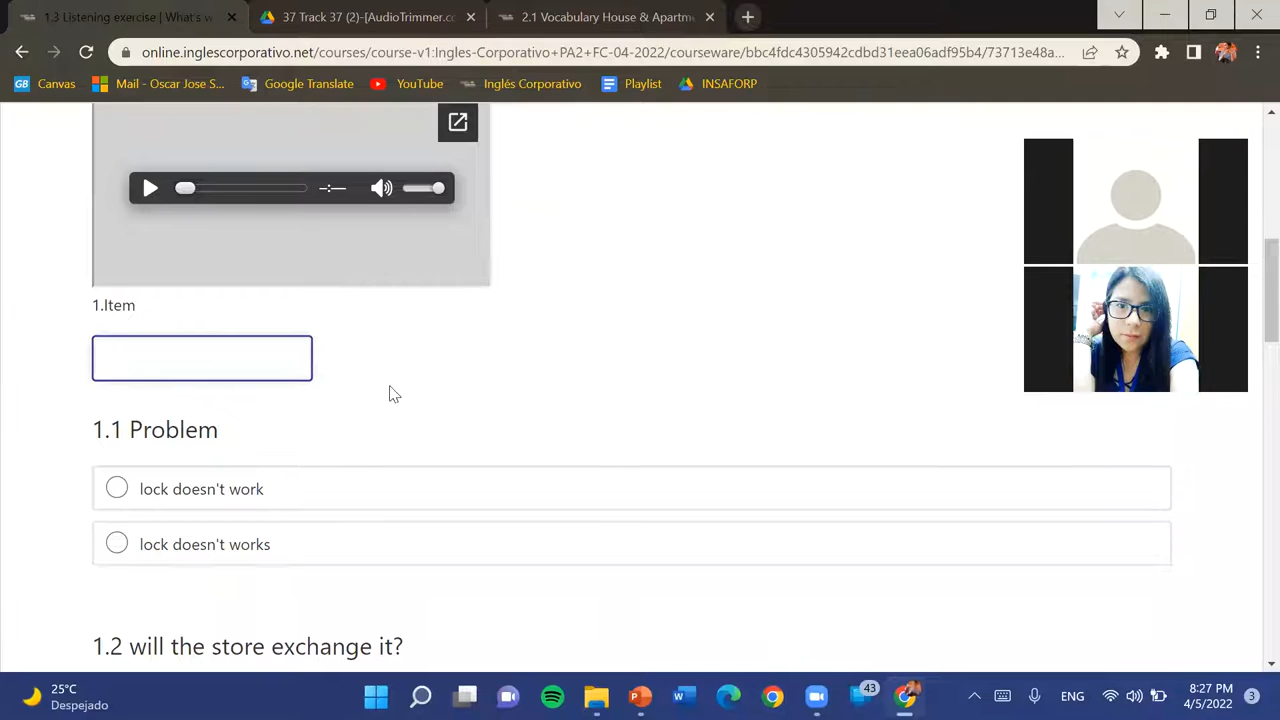 1.3 Listening exercise | What's w
37 Track 37 (2)-[AudioTrimmer.co
2.1 Vocabulary House & Apartm
online.inglescorporativo.net/courses/course-v1:Ingles-Corporativo+PA2+FC-04-2022/courseware/bbc4fdc4305942cdbd31eea06adf95b4/73713e48a...
GB Canvas
Mail - Oscar Jose S...
Google Translate
YouTube
Inglés Corporativo
Playlist
INSAFORP
-:--
1.Item
1.1 Problem
lock doesn't work
lock doesn't works
1.2 will the store exchange it?
25°C
Despejado
43
ENG
8:27 PM
4/5/2022
3